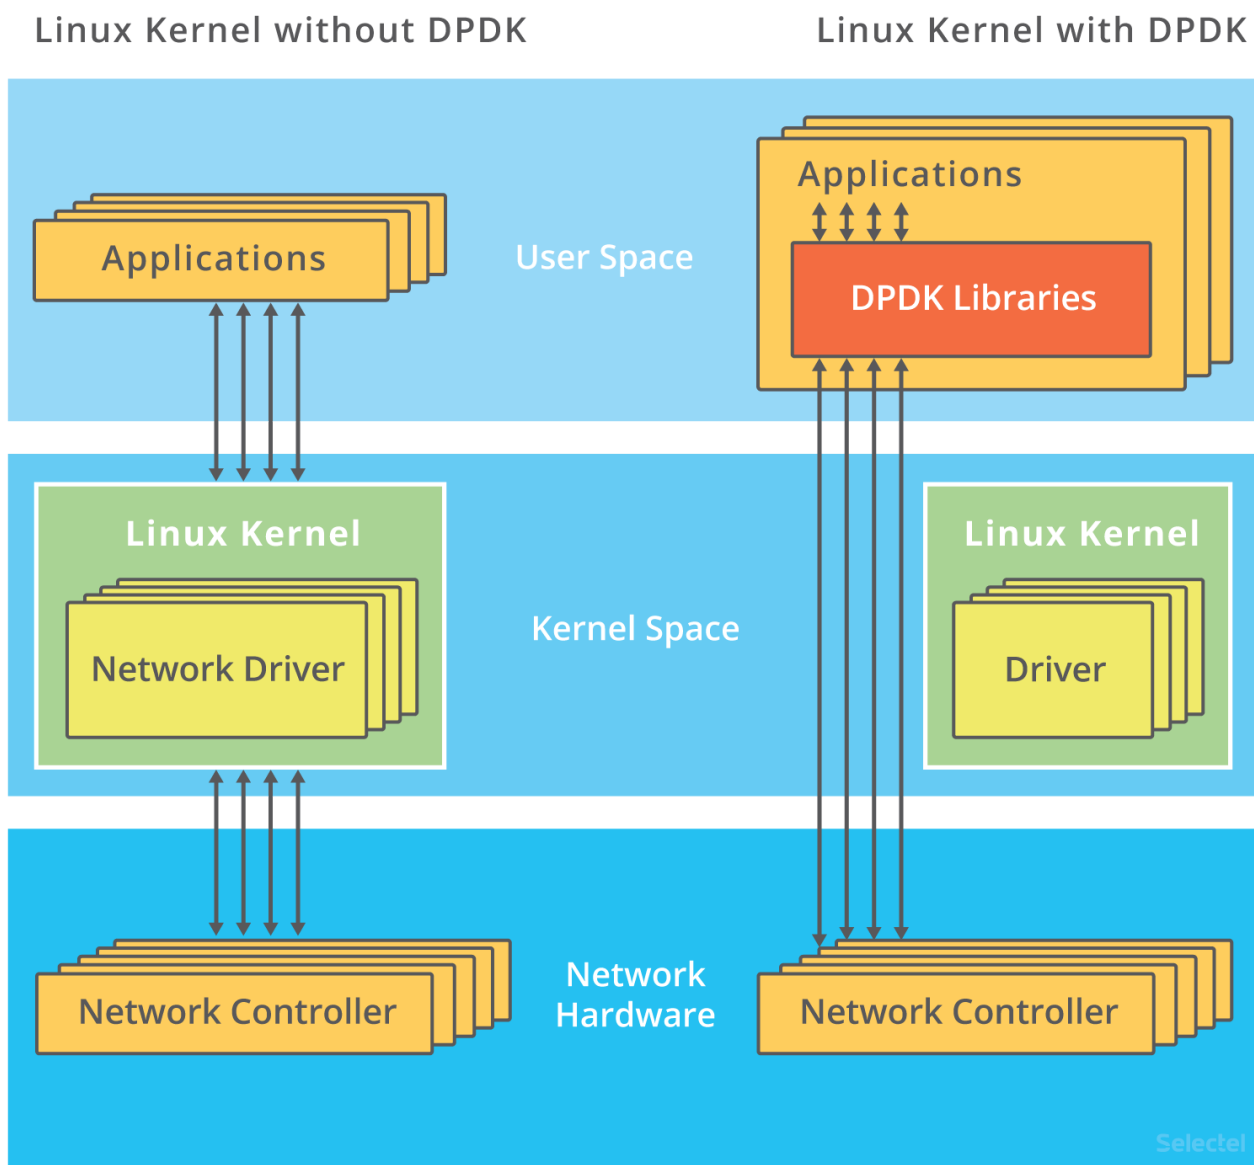 Linux Kernel without DPDK
Linux Kernel with DPDK
Applications
User Space
Applications
DPDK Libraries
Linux Kernel
Network Driver
Kernel Space
Linux Kernel
Driver
Network Controller
Network
Hardware
Network Controller
Selectel